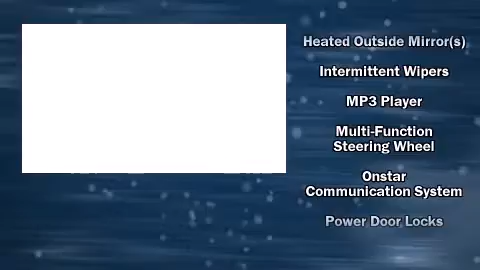 Heated Outside Mirror(s)
Intermittent Wipers
MP3 Player
Multi-Function
Steering Wheel
Onstar
Communication System
Power Door Locks